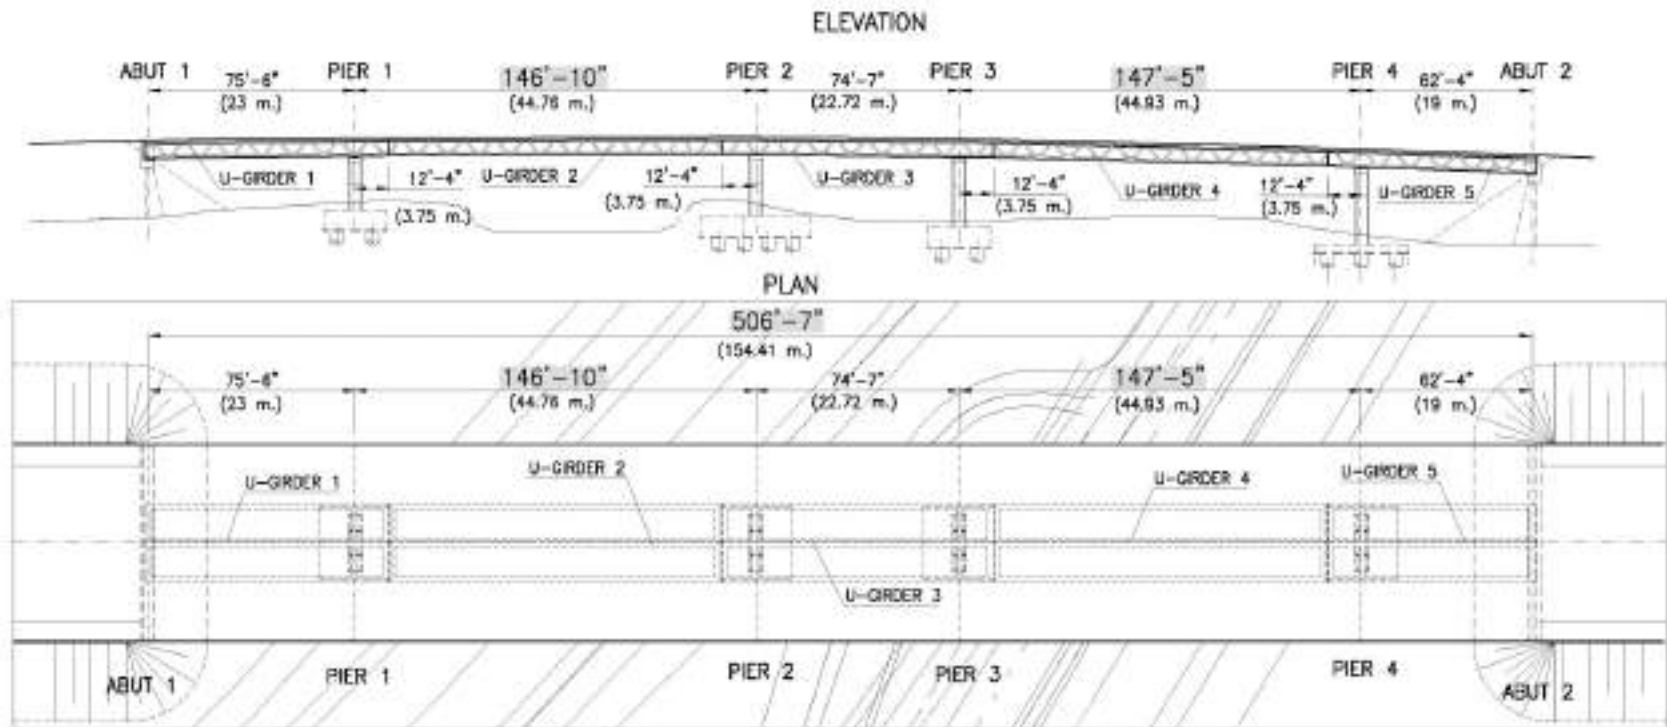 ELEVATION
ABUT 1 75'-6" PIER 1 146'-10" PIER 2 74'-7" PIER 3 147'-5" PIER 4 62'-4" ABUT 2
(23 m.) (44.76 m.) (22.72 m.) (44.93 m.) (19 m.)
U-GIRDER 1 12'-4" U-GIRDER 2 12'-4" U-GIRDER 3 12'-4" U-GIRDER 4 12'-4" U-GIRDER 5
(3.75 m.) (3.75 m.) (3.75 m.) (3.75 m.)
PLAN
506'-7"
(154.41 m.)
75'-6" 146'-10" 74'-7" 147'-5" 62'-4"
(23 m.) (44.76 m.) (22.72 m.) (44.93 m.) (19 m.)
U-GIRDER 1 U-GIRDER 2 U-GIRDER 4 U-GIRDER 5
U-GIRDER 3
ABUT 1 PIER 1 PIER 2 PIER 3 PIER 4 ABUT 2